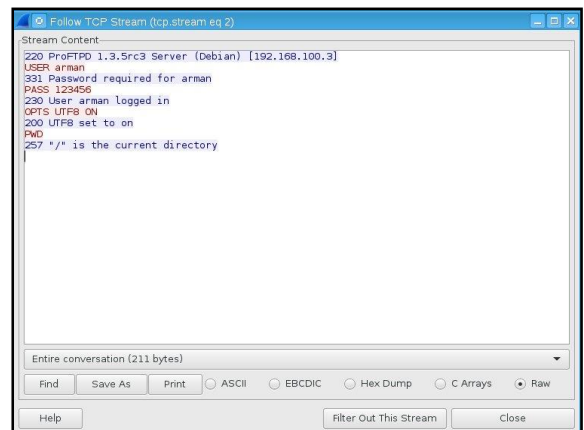 Follow TCP Stream (tcp.stream eq 2)
Stream Content
220 ProFTPD 1.3.5rc3 Server (Debian) [192.168.100.3]
USER arman
331 Password required for arman
PASS 123456
230 User arman logged in
OPTS UTF8 ON
200 UTF8 set to on
PWD
257 "/" is the current directory
Entire conversation (211 bytes)
Find Save As Print ASCII EBCDIC Hex Dump C Arrays Raw
Help Filter Out This Stream Close